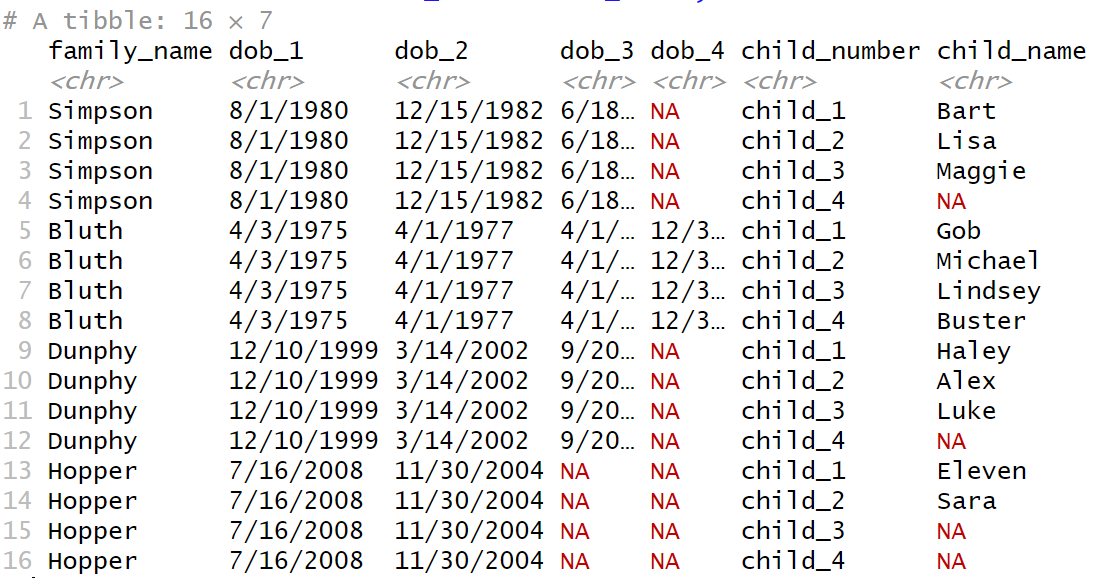 # A tibble: 16 × 7
family_name dob_1 dob_2 dob_3 dob_4 child_number child_name
<chr> <chr> <chr> <chr> <chr> <chr> <chr>
1 Simpson 8/1/1980 12/15/1982 6/18… NA child_1 Bart
2 Simpson 8/1/1980 12/15/1982 6/18… NA child_2 Lisa
3 Simpson 8/1/1980 12/15/1982 6/18… NA child_3 Maggie
4 Simpson 8/1/1980 12/15/1982 6/18… NA child_4 NA
5 Bluth 4/3/1975 4/1/1977 4/1/… 12/3… child_1 Gob
6 Bluth 4/3/1975 4/1/1977 4/1/… 12/3… child_2 Michael
7 Bluth 4/3/1975 4/1/1977 4/1/… 12/3… child_3 Lindsey
8 Bluth 4/3/1975 4/1/1977 4/1/… 12/3… child_4 Buster
9 Dunphy 12/10/1999 3/14/2002 9/20… NA child_1 Haley
10 Dunphy 12/10/1999 3/14/2002 9/20… NA child_2 Alex
11 Dunphy 12/10/1999 3/14/2002 9/20… NA child_3 Luke
12 Dunphy 12/10/1999 3/14/2002 9/20… NA child_4 NA
13 Hopper 7/16/2008 11/30/2004 NA NA child_1 Eleven
14 Hopper 7/16/2008 11/30/2004 NA NA child_2 Sara
15 Hopper 7/16/2008 11/30/2004 NA NA child_3 NA
16 Hopper 7/16/2008 11/30/2004 NA NA child_4 NA